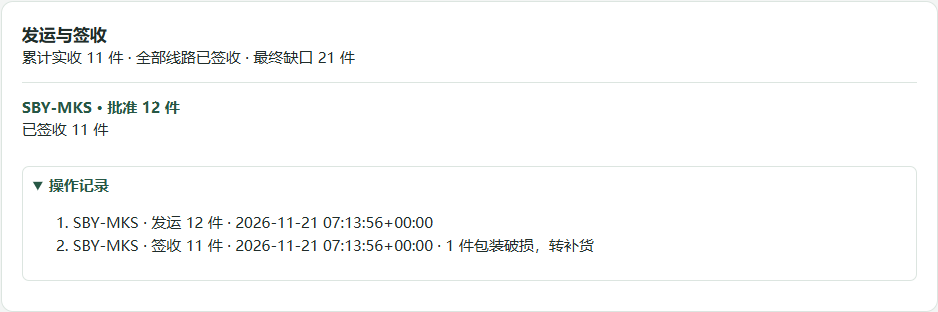 发运与签收
累计实收 11 件 · 全部线路已签收 · 最终缺口 21 件
SBY-MKS · 批准 12 件
已签收 11 件
▼ 操作记录
1. SBY-MKS · 发运 12 件 · 2026-11-21 07:13:56+00:00
2. SBY-MKS · 签收 11 件 · 2026-11-21 07:13:56+00:00 · 1 件包装破损，转补货